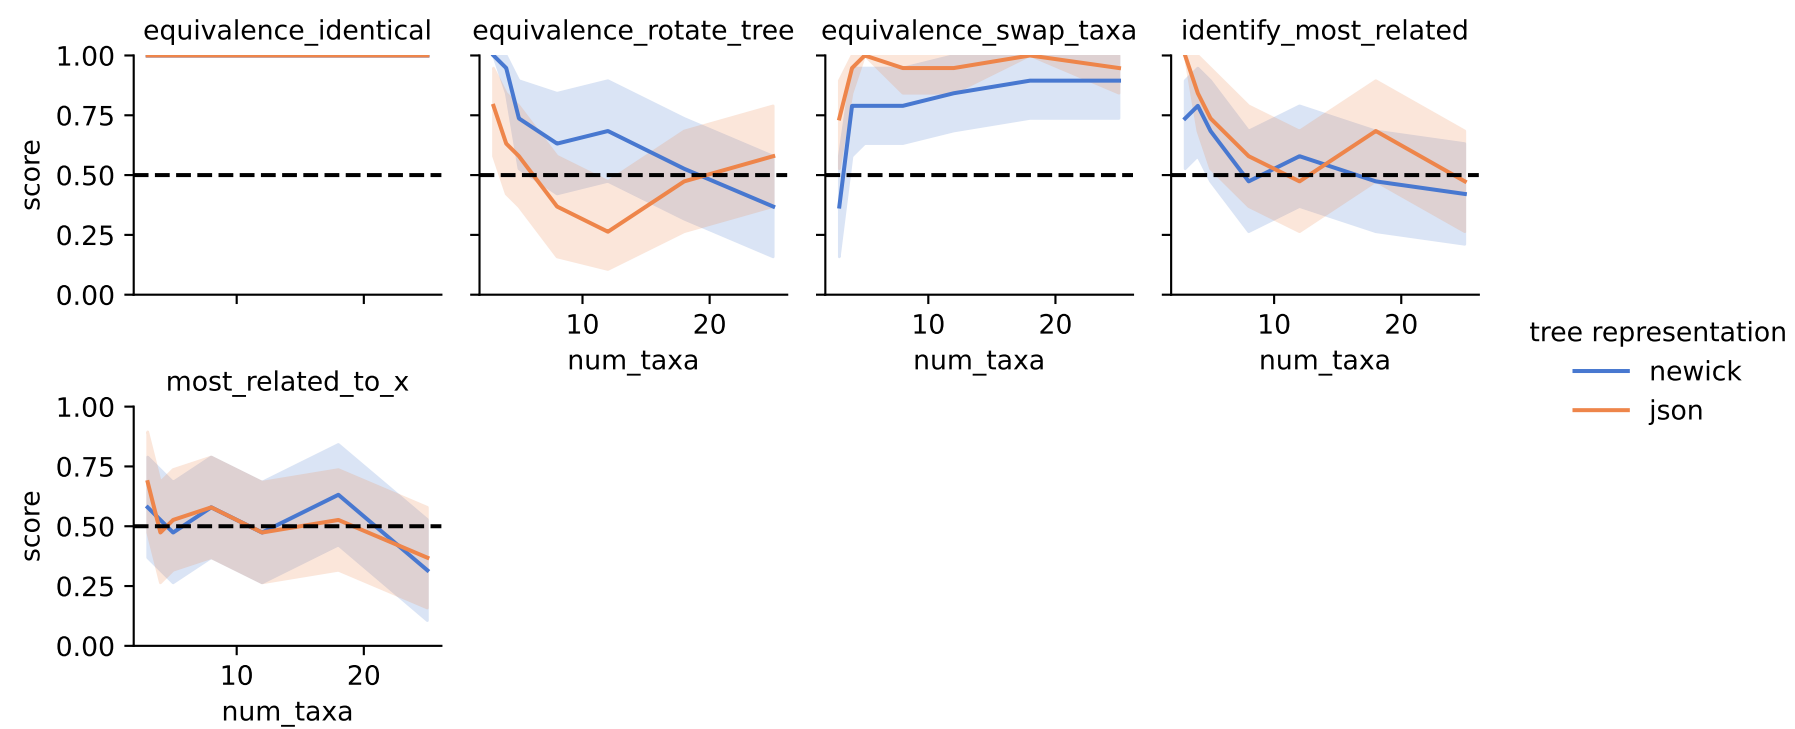 equivalence_identical
equivalence_rotate_tree
equivalence_swap_taxa
identify_most_related
score
1.00
0.75
0.50
0.25
0.00
10
20
num_taxa
10
20
num_taxa
10
20
num_taxa
tree representation
newick
json
most_related_to_x
score
1.00
0.75
0.50
0.25
0.00
10
20
num_taxa